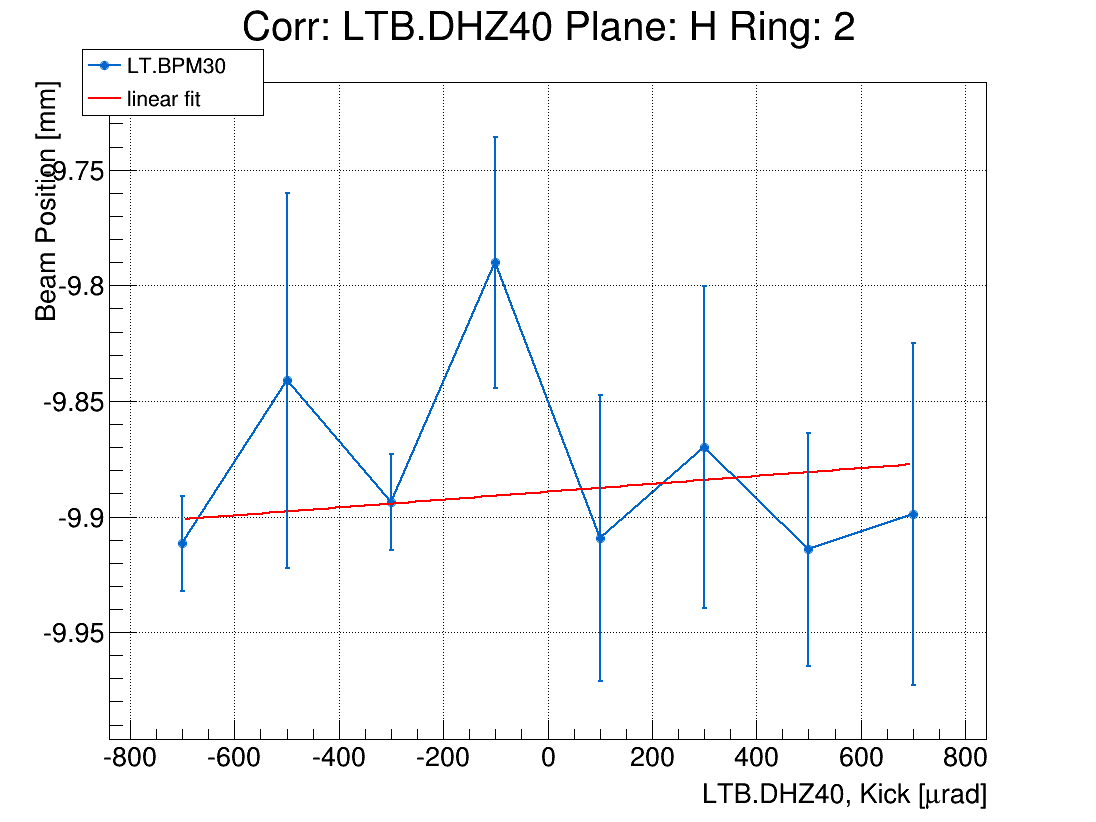 Corr: LTB.DHZ40 Plane: H Ring: 2
LT.BPM30
linear fit
Beam Position [mm]
-9.75
-9.8
-9.85
-9.9
-9.95
-800 -600 -400 -200 0 200 400 600 800
LTB.DHZ40, Kick [μrad]